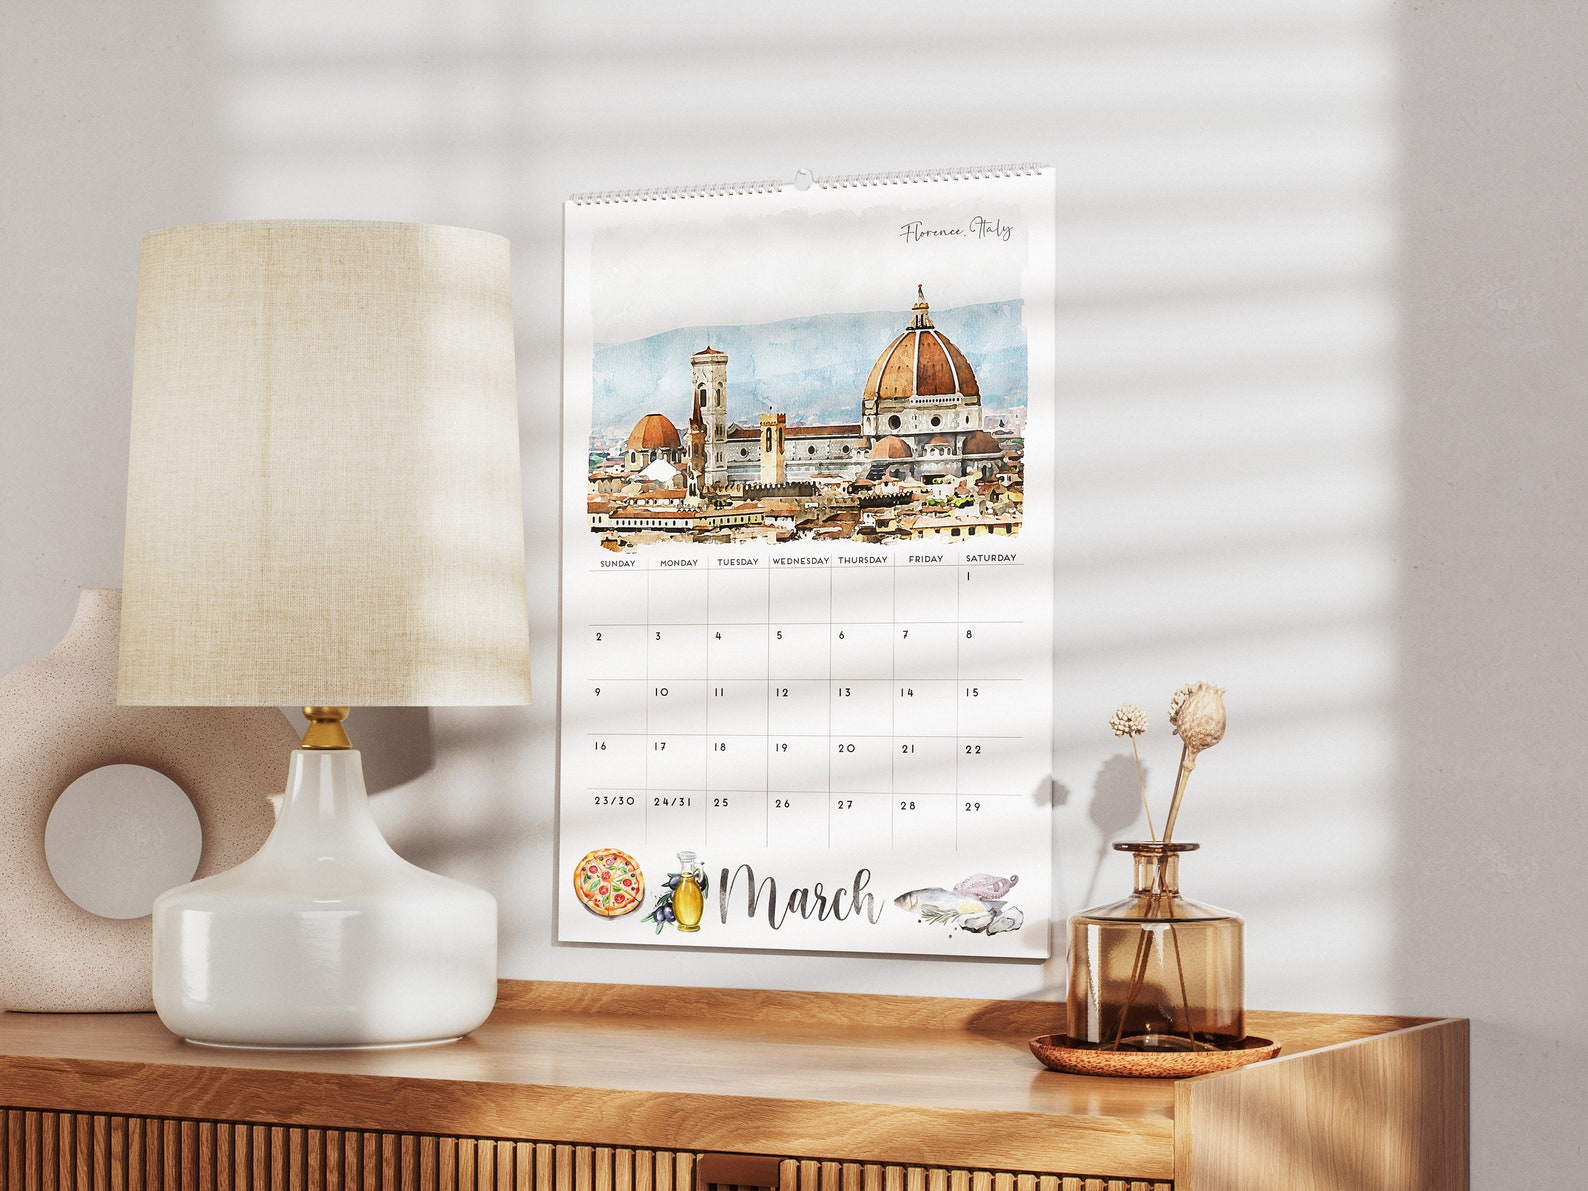 Florence, Italy
SUNDAY MONDAY TUESDAY WEDNESDAY THURSDAY FRIDAY SATURDAY
1
2 3 4 5 6 7 8
9 10 11 12 13 14 15
16 17 18 19 20 21 22
23/30 24/31 25 26 27 28 29
March